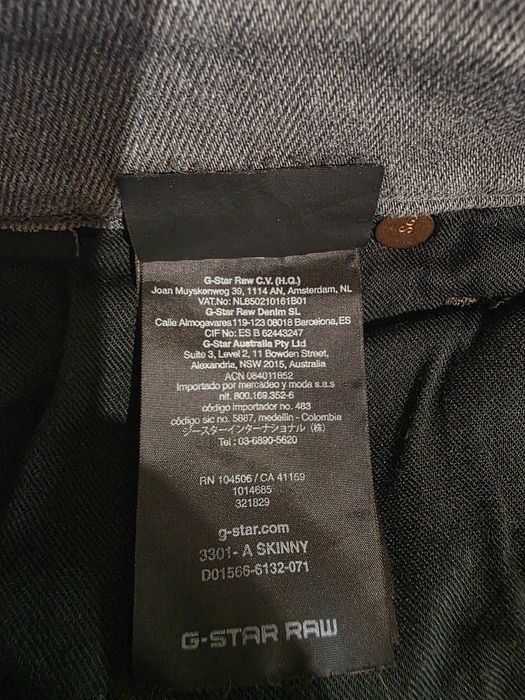 G-Star Raw C.V. (H.Q.)
Joan Muyskenweg 39, 1114 AN, Amsterdam, NL
VAT.No: NL850210161B01
G-Star Raw Denim SL
Calle Almogavares 119-123 08018 Barcelona, ES
CIF No: ES B 62443247
G-Star Australia Pty Ltd
Suite 3, Level 2, 11 Bowden Street,
Alexandria, NSW 2015, Australia
ACN 084011852
Importado por mercadeo y moda s.a.s
nit. 800.169.352-6
código importador no. 483
código sic no. 5887, medellin - Colombia
ジースターインターナショナル (株)
Tel : 03-6890-5620
RN 104506 / CA 41169
1014685
321829
g-star.com
3301- A SKINNY
D01566-6132-071
G-STAR RAW